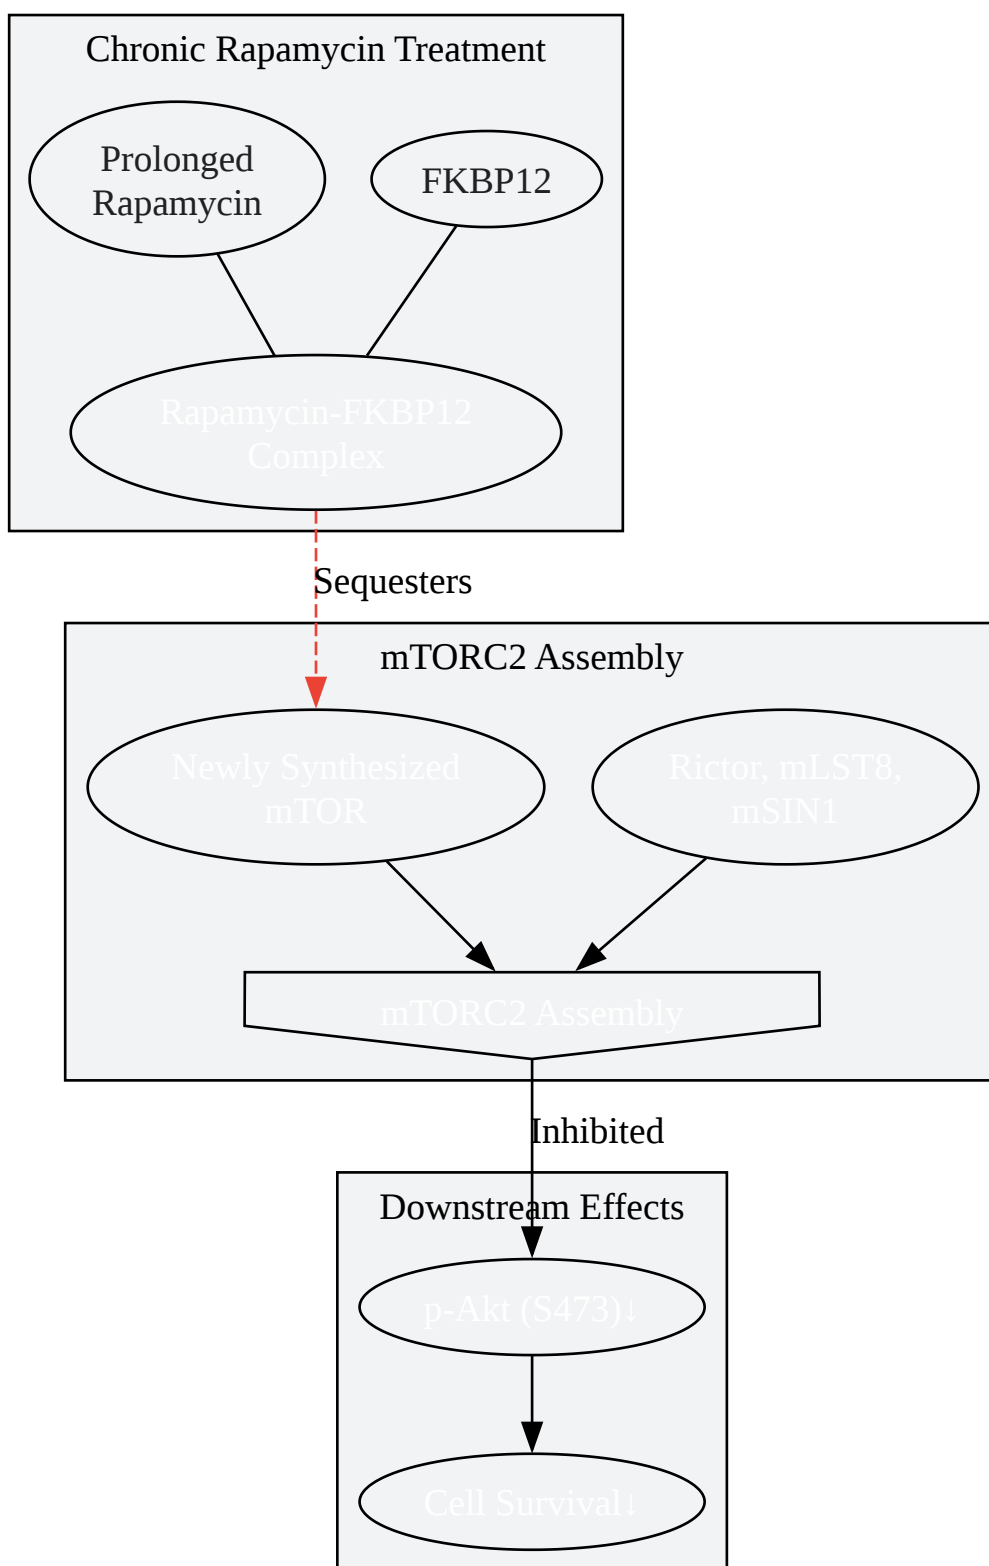 Chronic Rapamycin Treatment
Prolonged
Rapamycin
FKBP12
Rapamycin-FKBP12
Complex
Sequesters
mTORC2 Assembly
Newly Synthesized
mTOR
Rictor, mLST8,
mSIN1
mTORC2 Assembly
Inhibited
Downstream Effects
p-Akt (S473)↓
Cell Survival↓